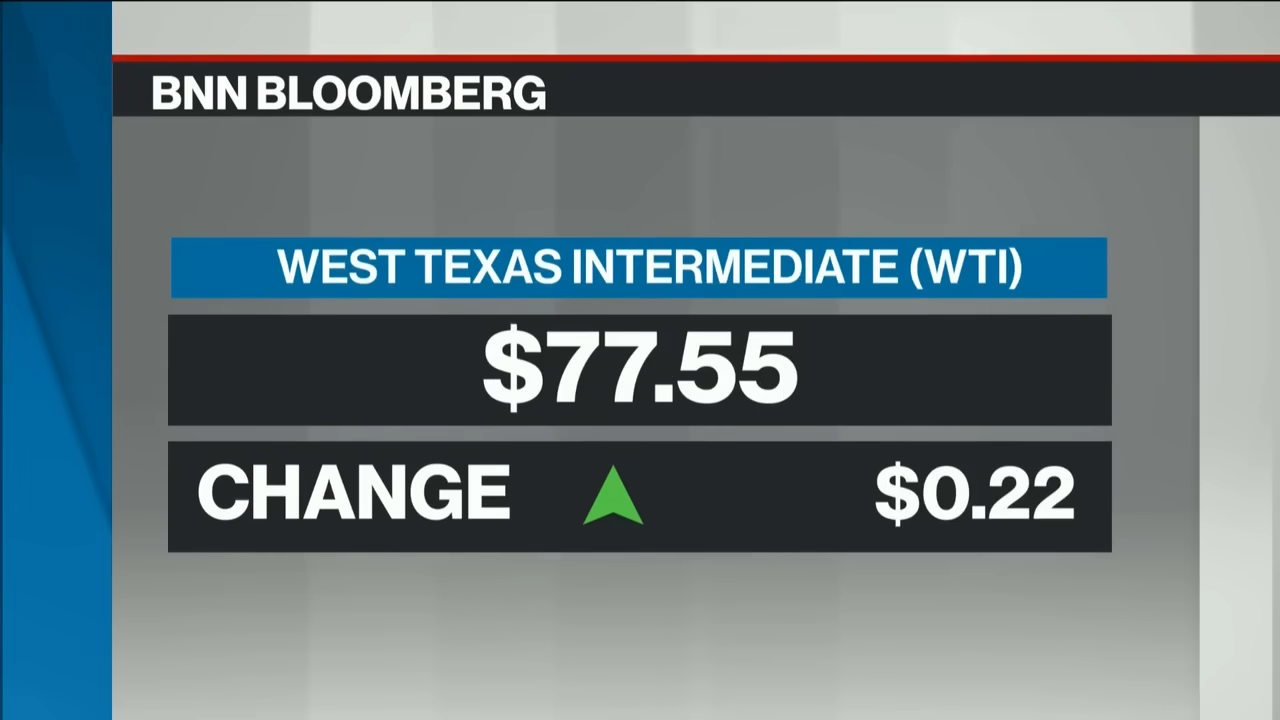 BNN BLOOMBERG
WEST TEXAS INTERMEDIATE (WTI)
$77.55
CHANGE $0.22